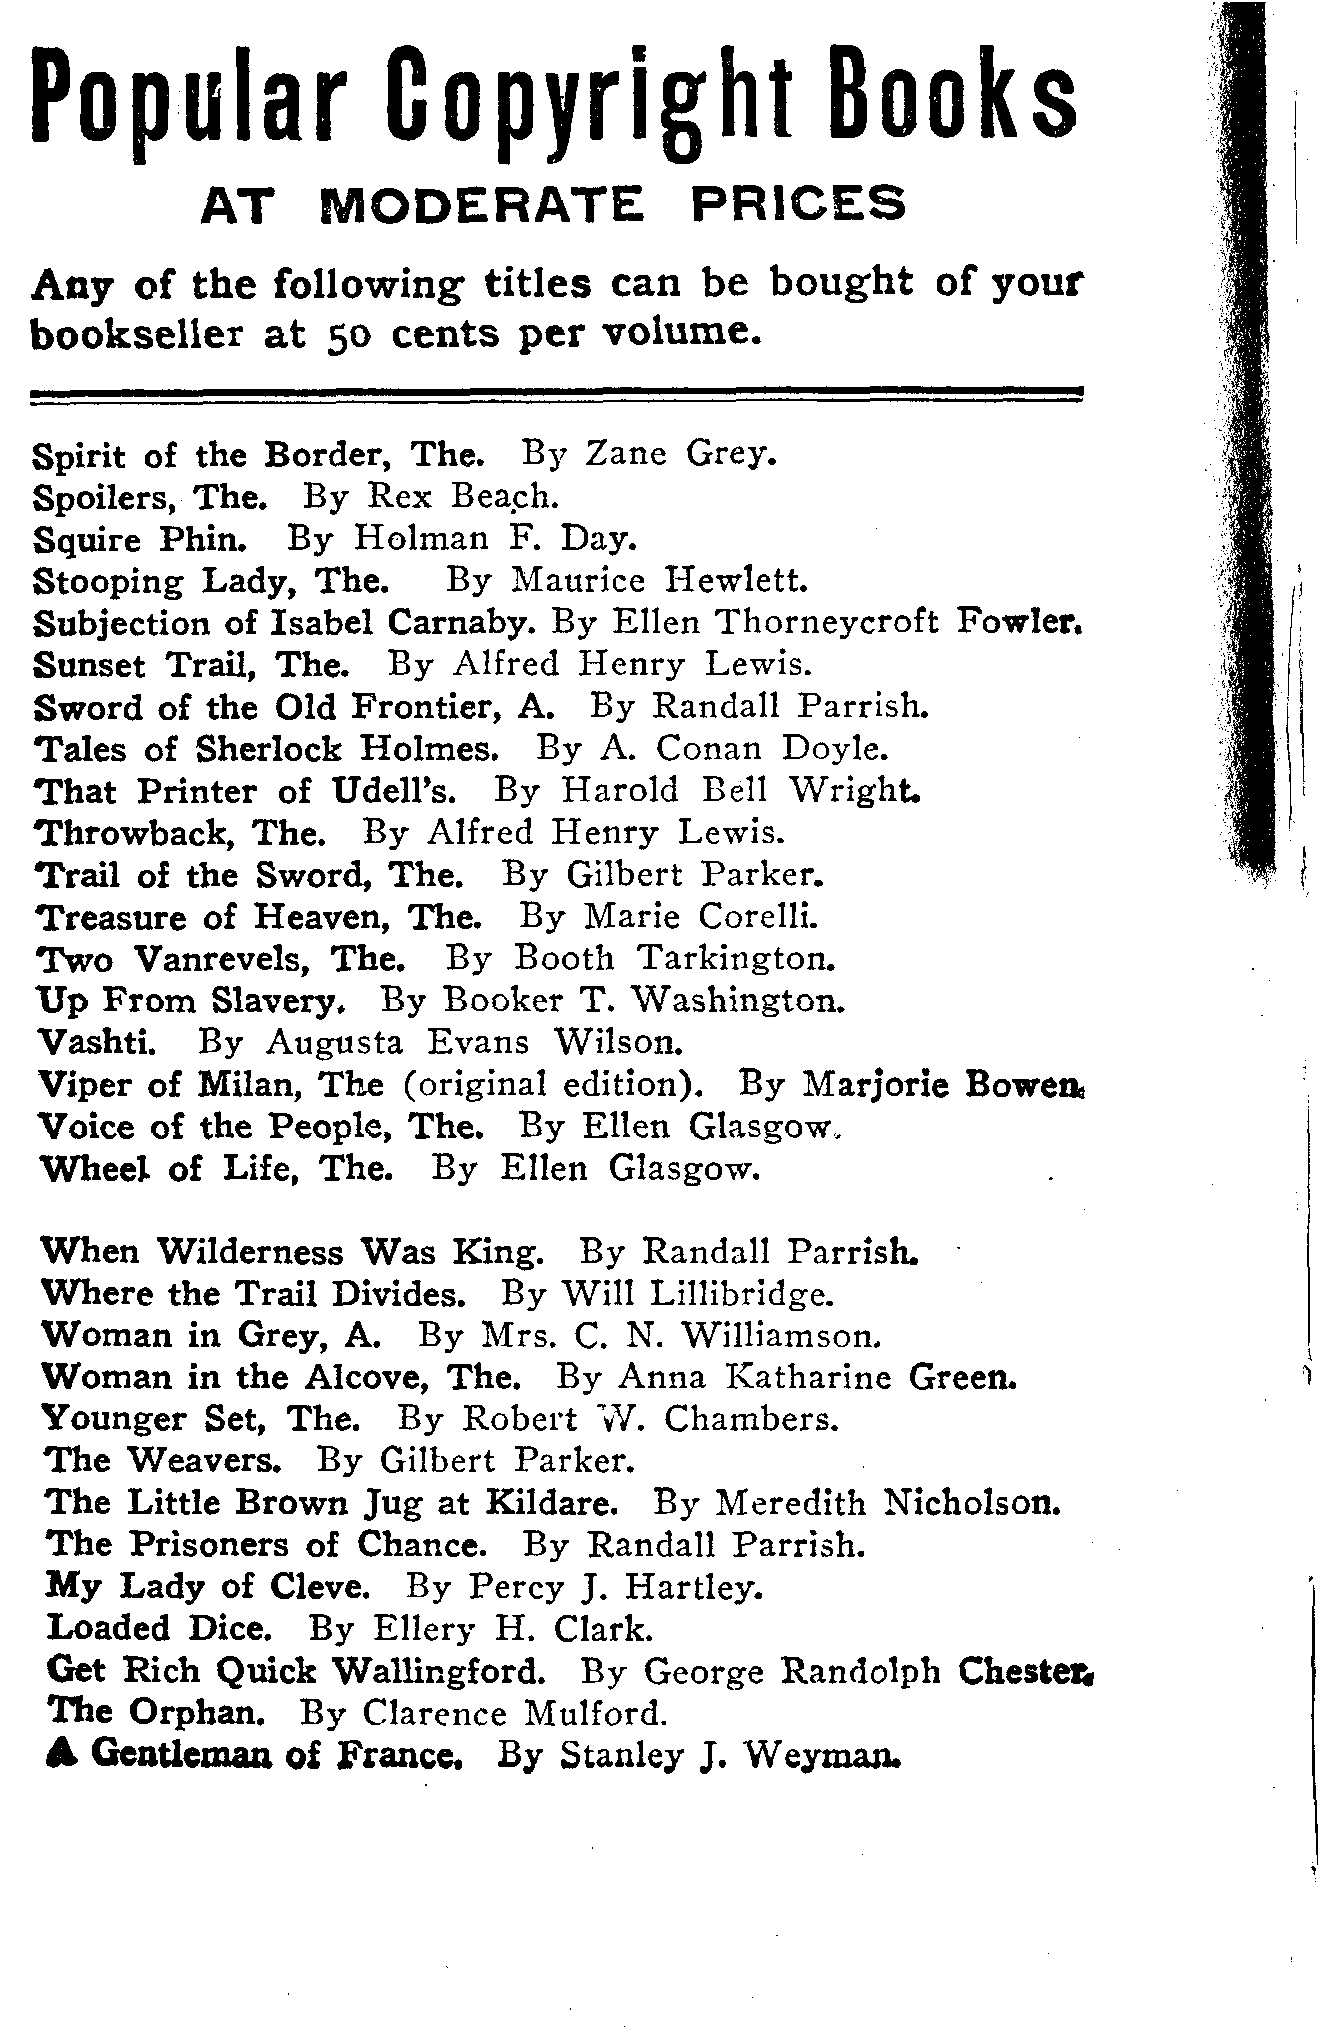 Popular Copyright Books
AT MODERATE PRICES
Any of the following titles can be bought of your
bookseller at 50 cents per volume.
Spirit of the Border, The. By Zane Grey.
Spoilers, The. By Rex Beach.
Squire Phin. By Holman F. Day.
Stooping Lady, The. By Maurice Hewlett.
Subjection of Isabel Carnaby. By Ellen Thorneycroft Fowler.
Sunset Trail, The. By Alfred Henry Lewis.
Sword of the Old Frontier, A. By Randall Parrish.
Tales of Sherlock Holmes. By A. Conan Doyle.
That Printer of Udell's. By Harold Bell Wright.
Throwback, The. By Alfred Henry Lewis.
Trail of the Sword, The. By Gilbert Parker.
Treasure of Heaven, The. By Marie Corelli.
Two Vanrevels, The. By Booth Tarkington.
Up From Slavery. By Booker T. Washington.
Vashti. By Augusta Evans Wilson.
Viper of Milan, The (original edition). By Marjorie Bowen.
Voice of the People, The. By Ellen Glasgow.
Wheel of Life, The. By Ellen Glasgow.
When Wilderness Was King. By Randall Parrish.
Where the Trail Divides. By Will Lillibridge.
Woman in Grey, A. By Mrs. C. N. Williamson.
Woman in the Alcove, The. By Anna Katharine Green.
Younger Set, The. By Robert W. Chambers.
The Weavers. By Gilbert Parker.
The Little Brown Jug at Kildare. By Meredith Nicholson.
The Prisoners of Chance. By Randall Parrish.
My Lady of Cleve. By Percy J. Hartley.
Loaded Dice. By Ellery H. Clark.
Get Rich Quick Wallingford. By George Randolph Chester.
The Orphan. By Clarence Mulford.
A Gentleman of France. By Stanley J. Weyman.